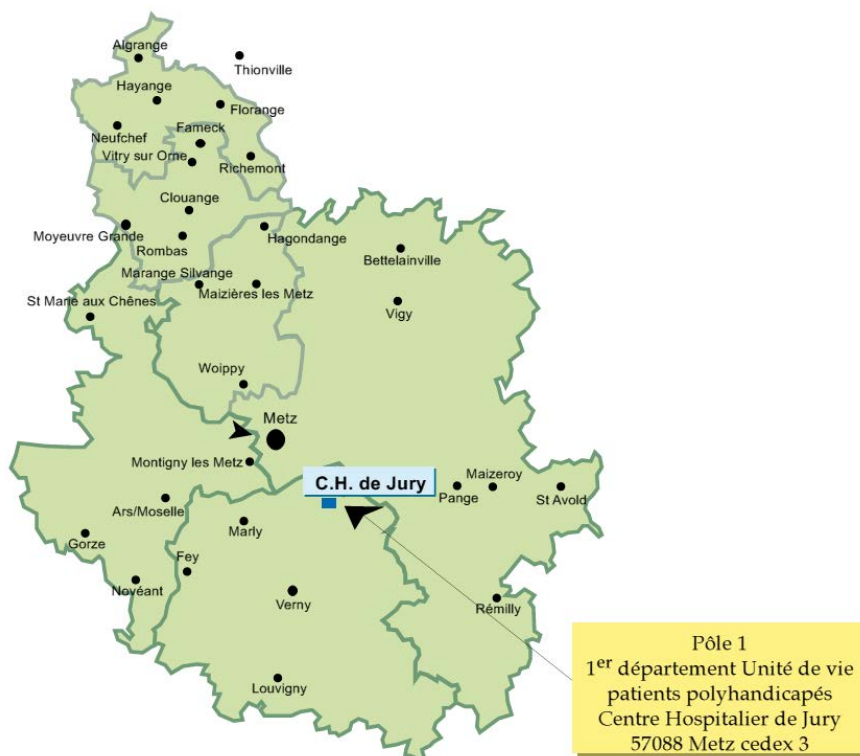 Algrange
Thionville
Hayange
Florange
Fameck
Neufchef
Vitry sur Orne
Richemont
Clouange
Moyeuvre Grande
Hagondange
Rombas
Bettelainville
Marange Silvange
Maizières les Metz
St Marie aux Chênes
Vigy
Woippy
Metz
Montigny les Metz
C.H. de Jury
Maizeroy
Pange
St Avold
Ars/Moselle
Marly
Gorze
Fey
Novéant
Verny
Rémilly
Louvigny
Pôle 1
1er département Unité de vie
patients polyhandicapés
Centre Hospitalier de Jury
57088 Metz cedex 3